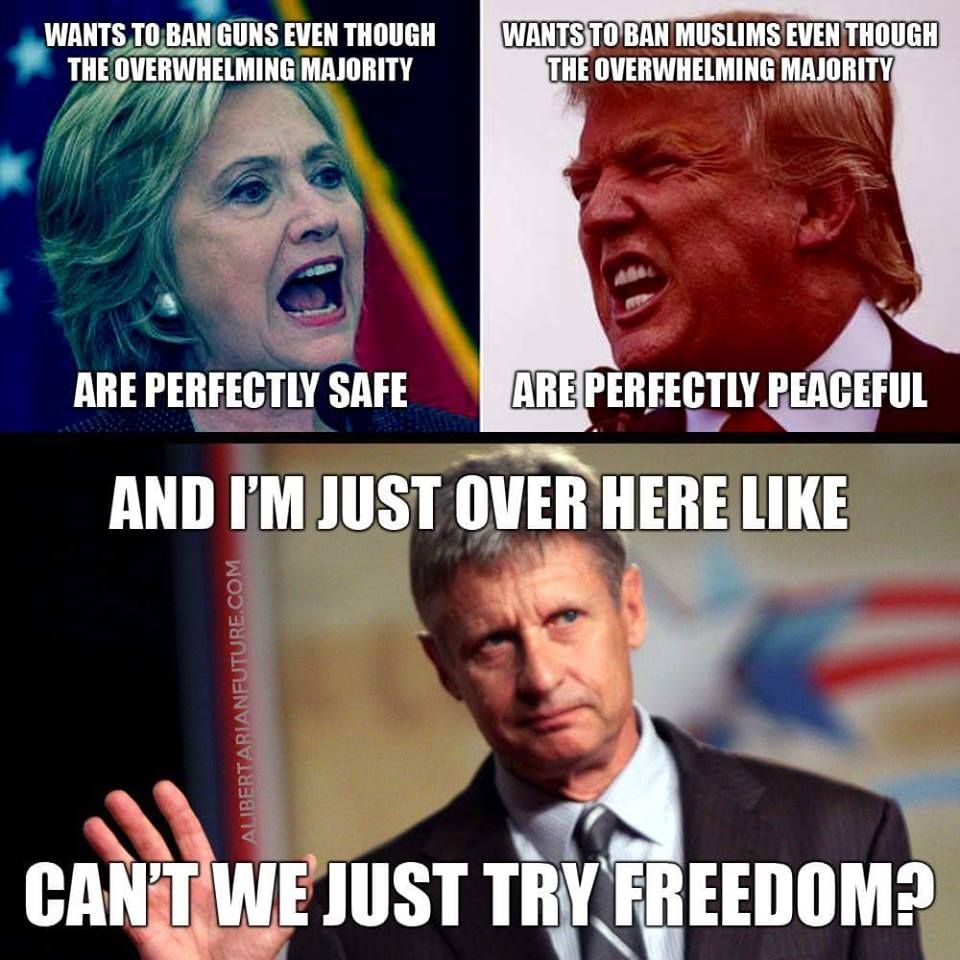 WANTS TO BAN GUNS EVEN THOUGH
THE OVERWHELMING MAJORITY
ARE PERFECTLY SAFE
WANTS TO BAN MUSLIMS EVEN THOUGH
THE OVERWHELMING MAJORITY
ARE PERFECTLY PEACEFUL
AND I'M JUST OVER HERE LIKE
ALIBERTARIANFUTURE.COM
CAN'T WE JUST TRY FREEDOM?